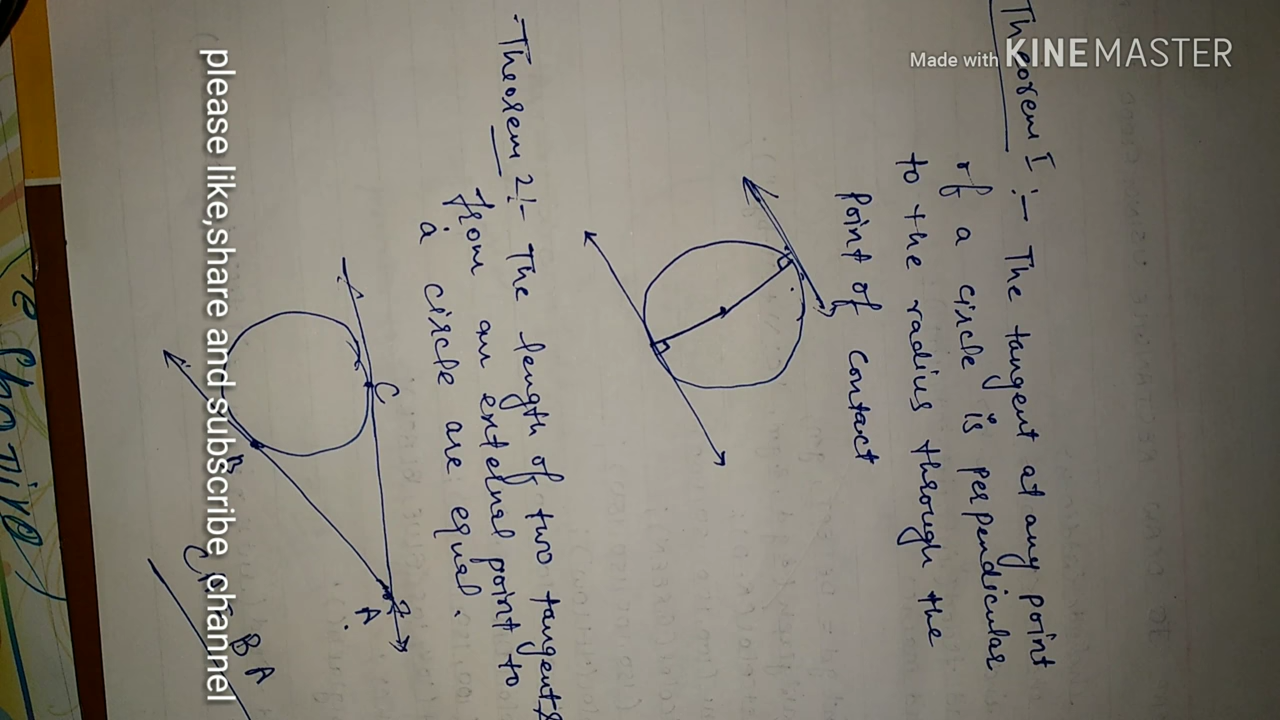 Made with KINEMASTER
Theorem I :- The tangent at any point
of a circle is perpendicular
to the radius through the
point of contact
Theorem 2:- The length of two tangents
from an external point to
a circle are equal.
C
B
A
BA
please like,share and subscribe channel